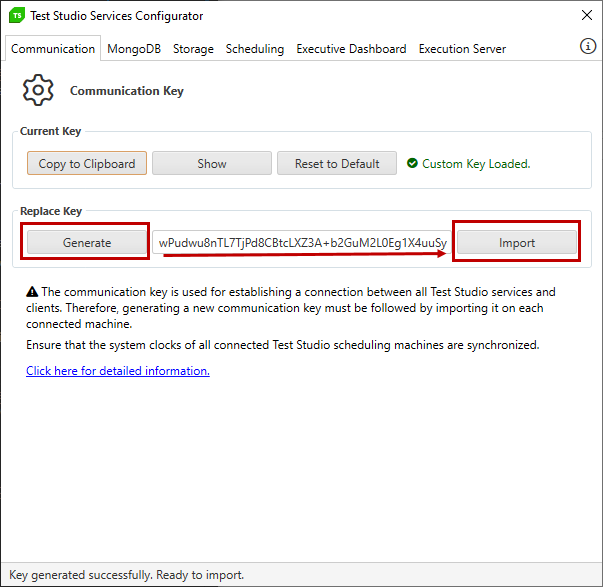 TS Test Studio Services Configurator
Communication MongoDB Storage Scheduling Executive Dashboard Execution Server
Communication Key
Current Key
Copy to Clipboard Show Reset to Default Custom Key Loaded.
Replace Key
Generate wPudwu8nTL7TjPd8CBtcLXZ3A+b2GuM2L0Eg1X4uuSy Import
The communication key is used for establishing a connection between all Test Studio services and
clients. Therefore, generating a new communication key must be followed by importing it on each
connected machine.
Ensure that the system clocks of all connected Test Studio scheduling machines are synchronized.
Click here for detailed information.
Key generated successfully. Ready to import.